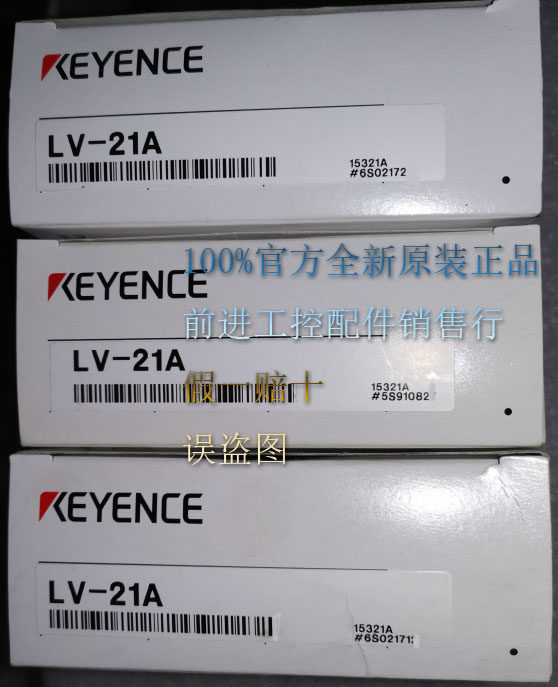 KEYENCE
LV-21A
15321A
#6S02172
100%官方全新原装正品
KEYENCE
前进工控配件销售行
LV-21A
假一赔十
15321A
#5S91082
误盗图
KEYENCE
LV-21A
15321A
#6S02171